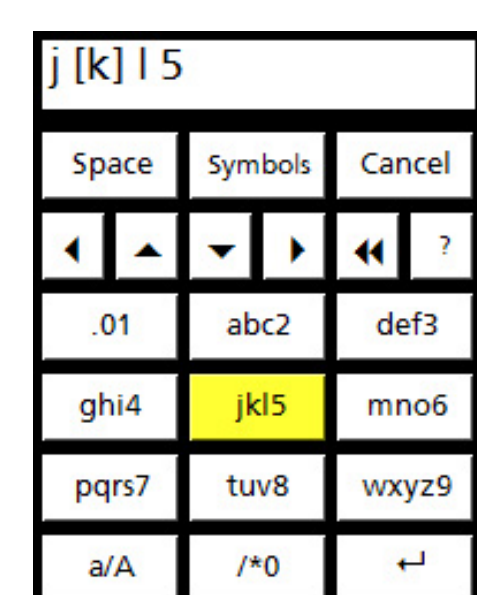 j [k] l 5
Space Symbols Cancel
?
.01 abc2 def3
ghi4 jkl5 mno6
pqrs7 tuv8 wxyz9
a/A /*0